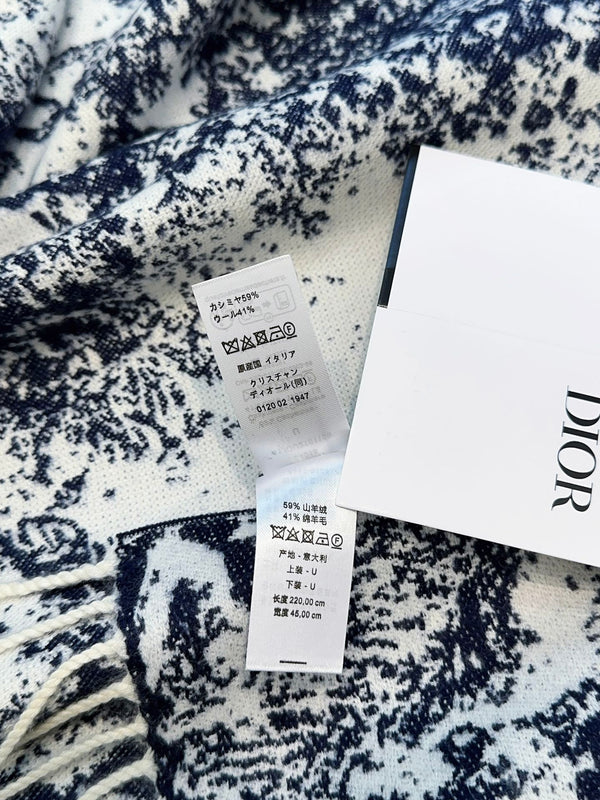 カシミヤ59%
ウール41%
原産国 イタリア
クリスチャン
ディオール(同)
0120 02 1947
59% 山羊绒
41% 绵羊毛
产地 - 意大利
上装 - U
下装 - U
长度 220,00 cm
宽度 45,00 cm
DIOR